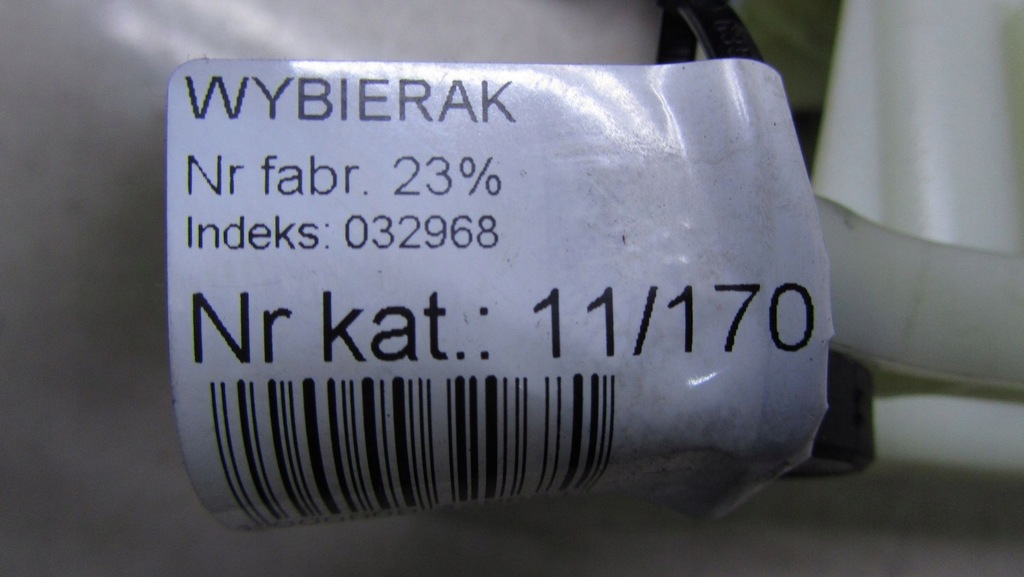 WYBIERAK
Nr fabr. 23%
Indeks: 032968
Nr kat.: 11/170